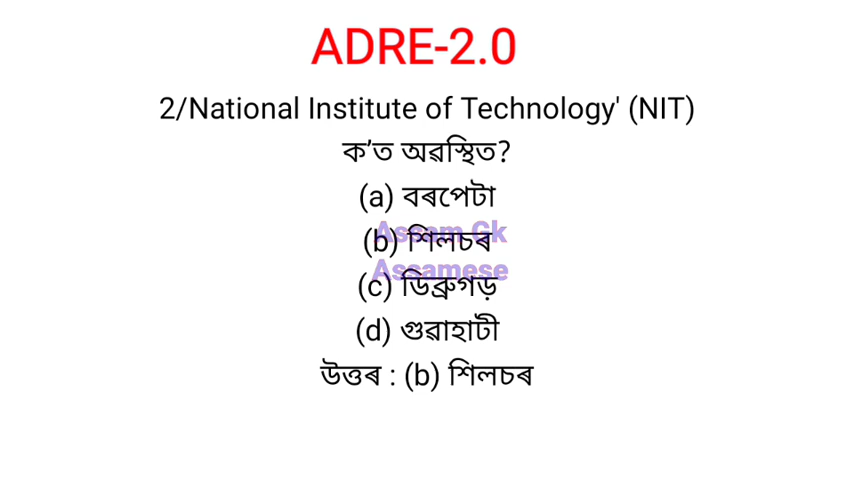 ADRE-2.0
2/National Institute of Technology' (NIT)
ক’ত অৱস্থিত?
(a) বৰপেটা
Assam Gk
(b) শিলচৰ
Assamese
(c) ডিব্ৰুগড়
(d) গুৱাহাটী
উত্তৰ : (b) শিলচৰ